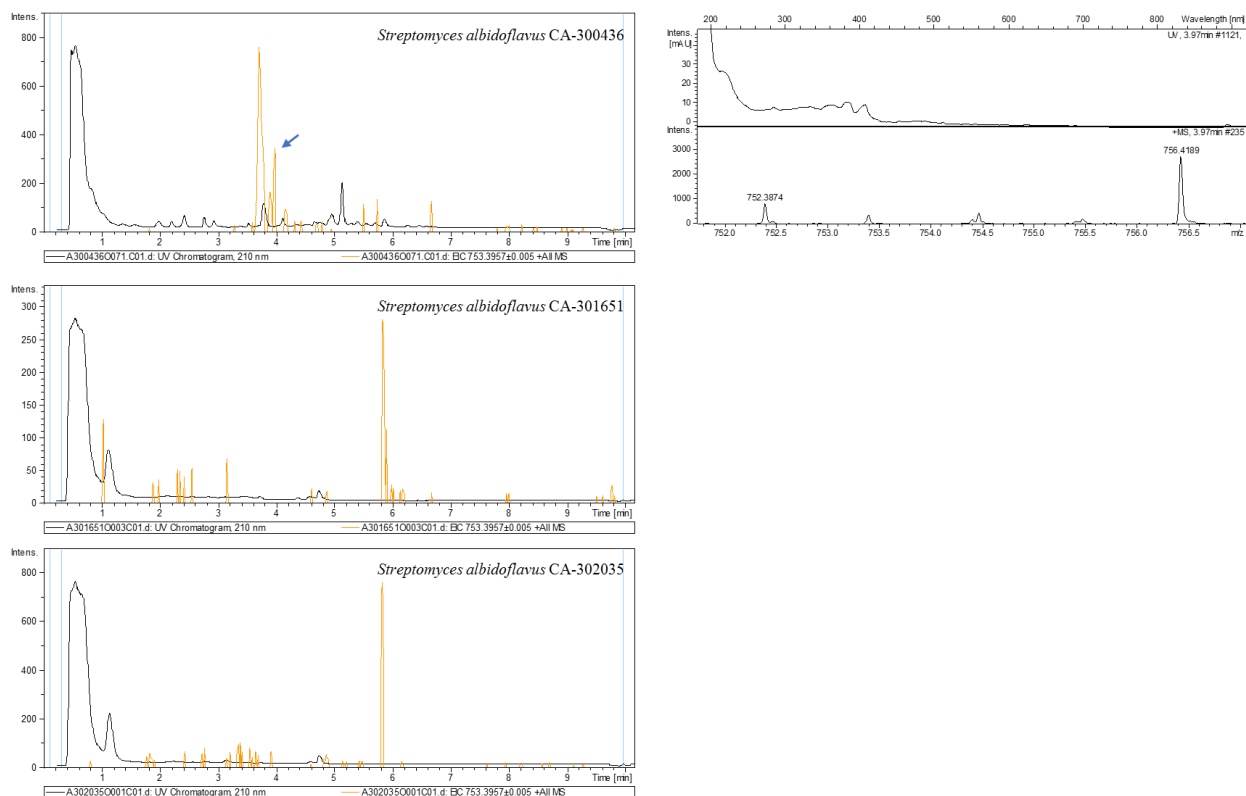 Intens.
Streptomyces albidoflavus CA-300436
800
600
400
200
0
1 2 3 4 5 6 7 8 9 Time [min]
A300436O071.C01.d: UV Chromatogram, 210 nm A300436O071.C01.d: EIC 753.3957±0.005 +All MS
Intens.
Streptomyces albidoflavus CA-301651
300
250
200
150
100
50
0
1 2 3 4 5 6 7 8 9 Time [min]
A301651O003C01.d: UV Chromatogram, 210 nm A301651O003C01.d: EIC 753.3957±0.005 +All MS
Intens.
Streptomyces albidoflavus CA-302035
800
600
400
200
0
1 2 3 4 5 6 7 8 9 Time [min]
A302035O001C01.d: UV Chromatogram, 210 nm A302035O001C01.d: EIC 753.3957±0.005 +All MS
200 300 400 500 600 700 800 Wavelength [nm]
Intens.
[mAU]
UV, 3.97min #1121,
30
20
10
0
Intens.
+MS, 3.97min #235
756.4189
3000
2000
752.3874
1000
0
752.0 752.5 753.0 753.5 754.0 754.5 755.0 755.5 756.0 756.5 m/z